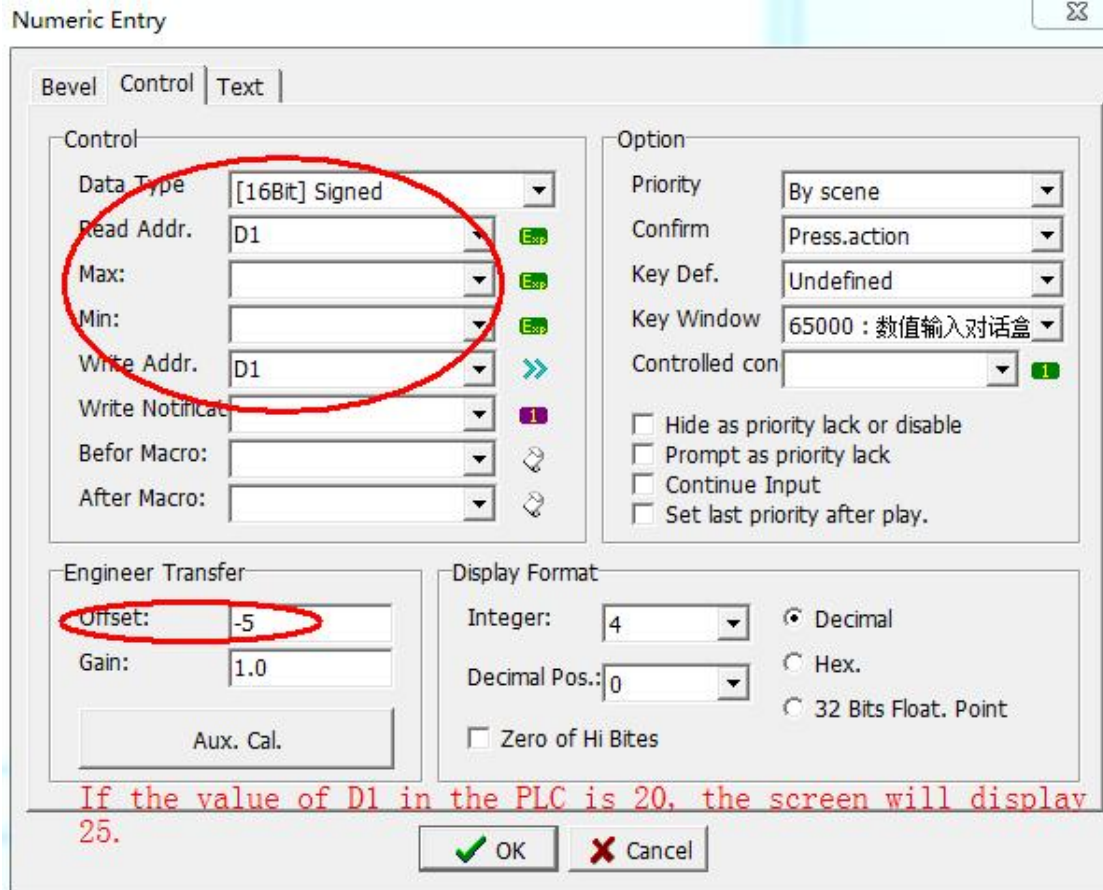 Numeric Entry
Bevel Control Text
Control
Data Type [16Bit] Signed
Read Addr. D1 Exp
Max: Exp
Min: Exp
Write Addr. D1
Write Notificat 1
Befor Macro:
After Macro:
Option
Priority By scene
Confirm Press.action
Key Def. Undefined
Key Window 65000 : 数值输入对话盒
Controlled con 1
Hide as priority lack or disable
Prompt as priority lack
Continue Input
Set last priority after play.
Engineer Transfer
Offset: -5
Gain: 1.0
Aux. Cal.
Display Format
Integer: 4
Decimal Pos.: 0
Zero of Hi Bites
Decimal
Hex.
32 Bits Float. Point
If the value of D1 in the PLC is 20, the screen will display
25.
OK Cancel